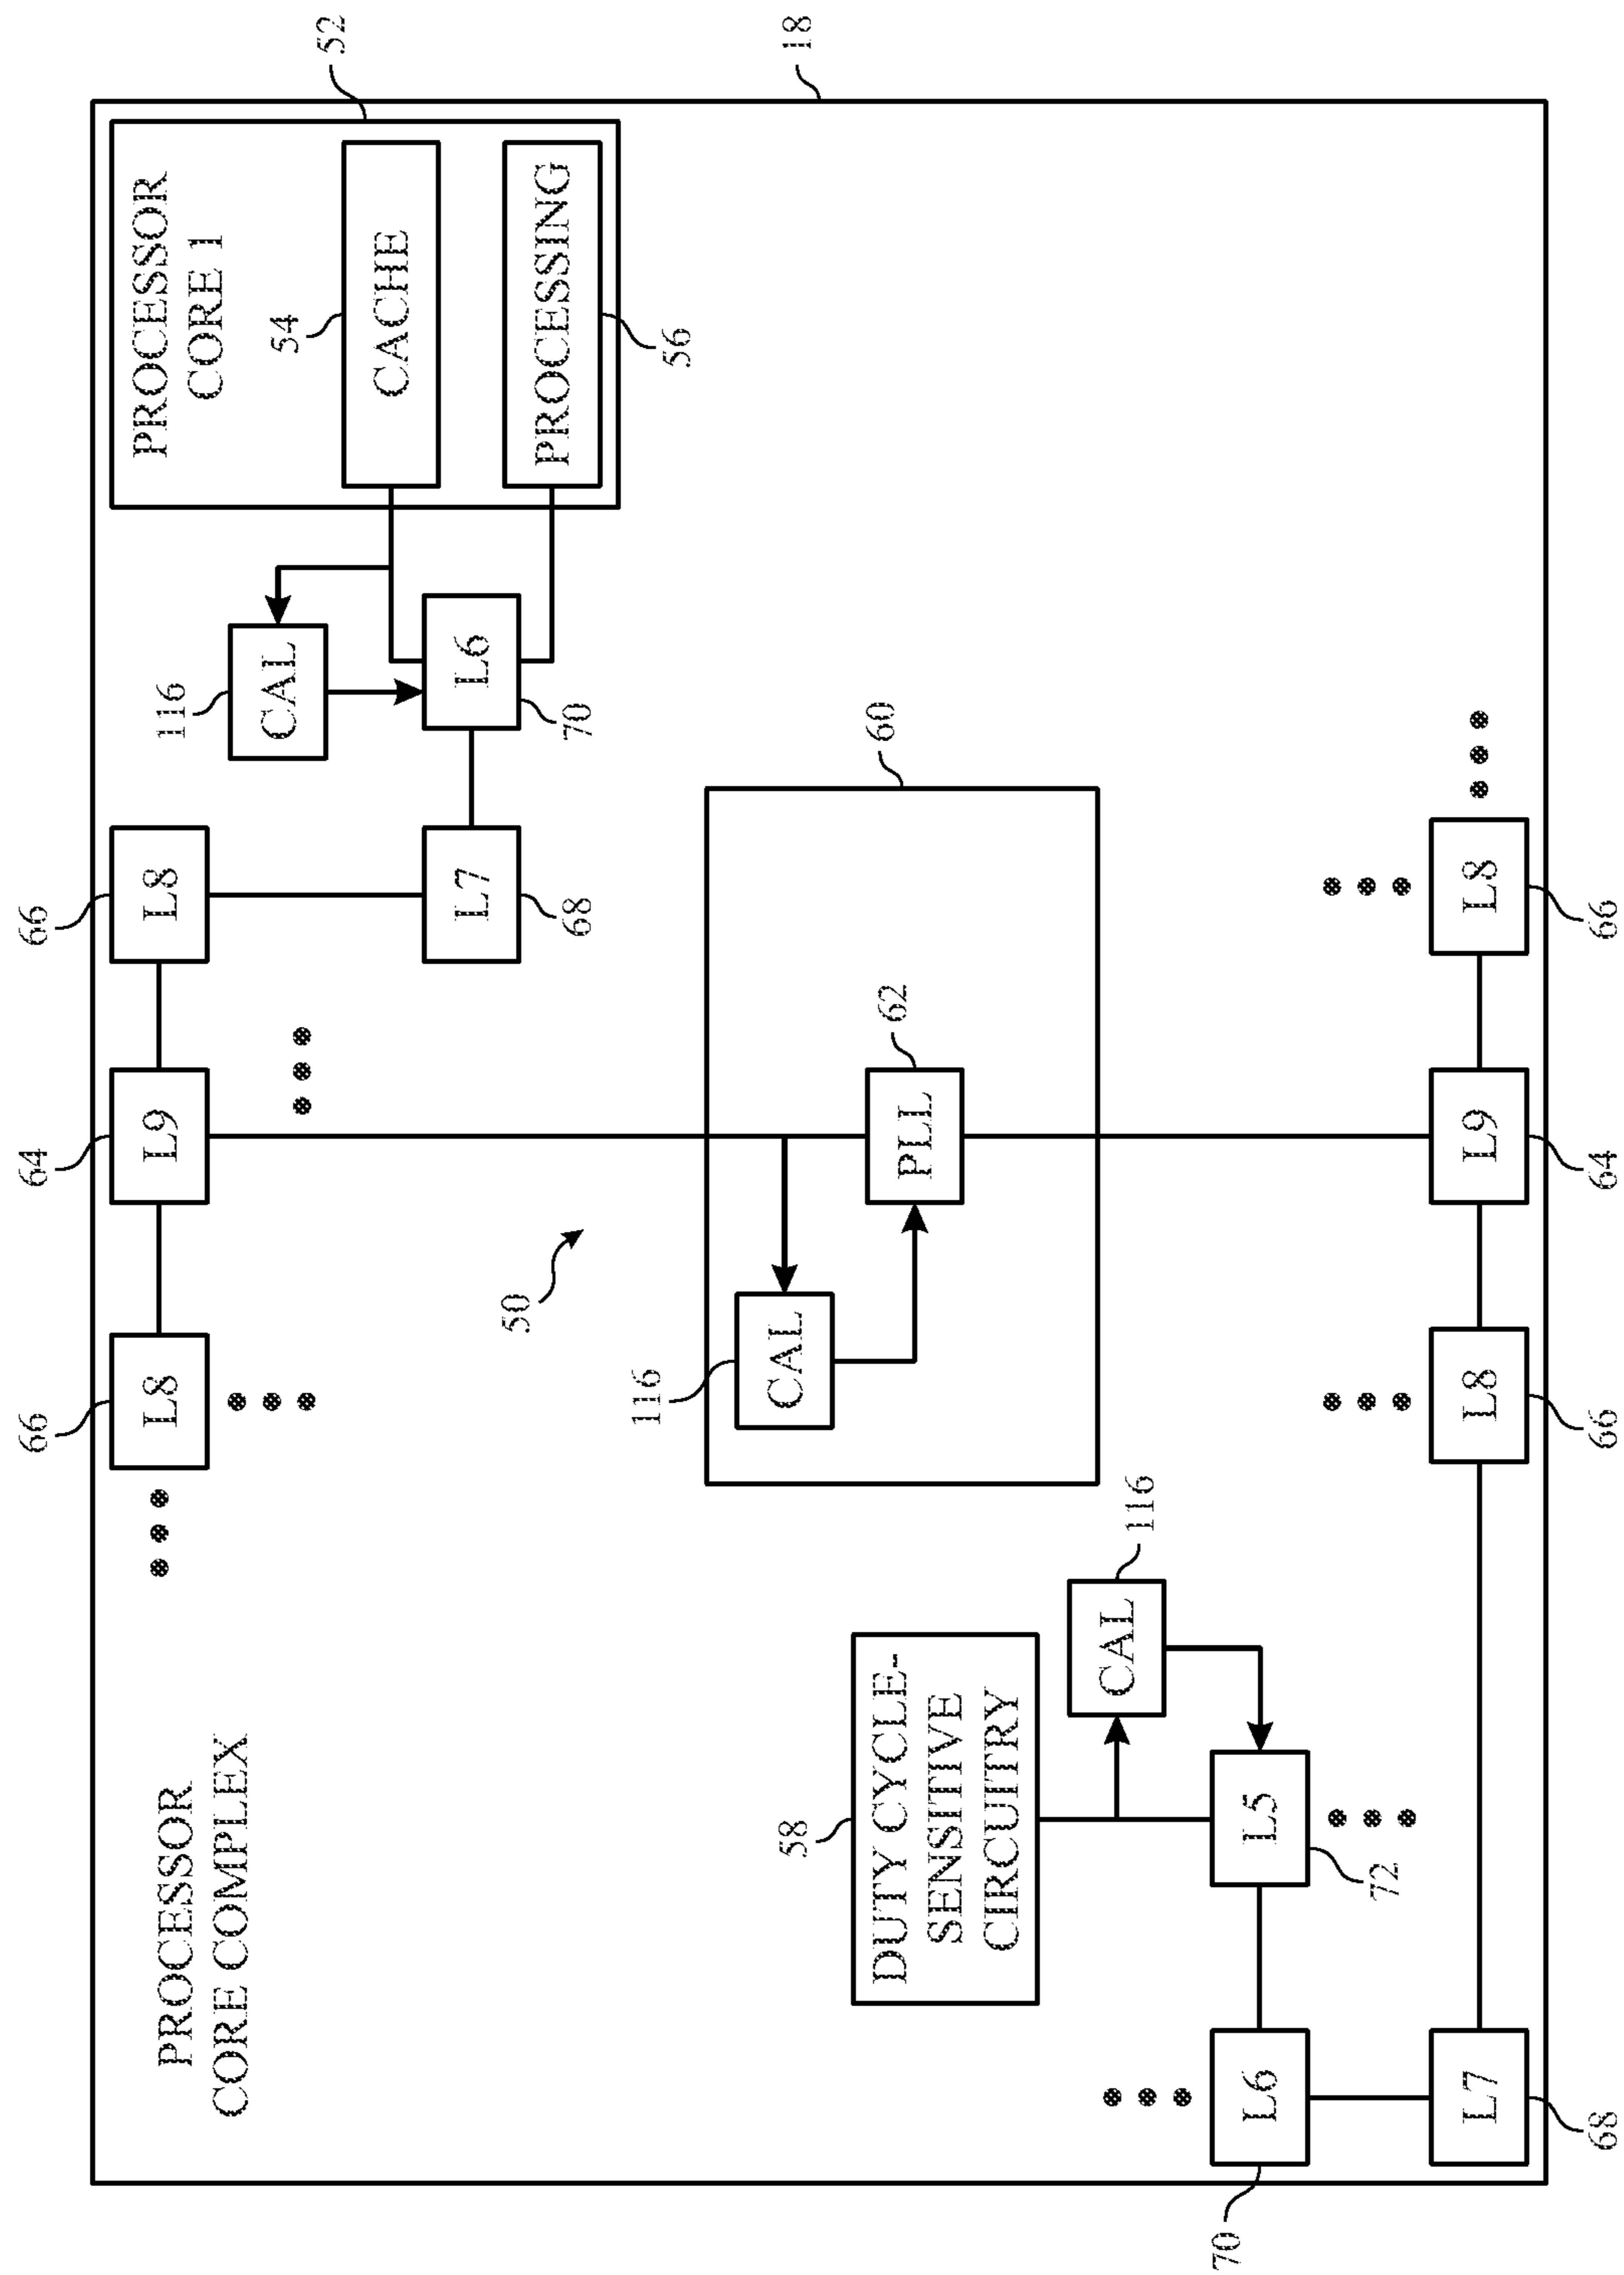 66
64
66
52
PROCESSOR
CORE COMPLEX
L8
L9
L8
116
PROCESSOR
CORE 1
CAL
54
CACHE
L7
L6
50
PROCESSING
68
70
116
56
CAL
58
18
62
60
DUTY CYCLE-
SENSITIVE
CIRCUITRY
PLL
CAL
116
70
L6
L5
72
L7
L8
L9
L8
68
66
64
66